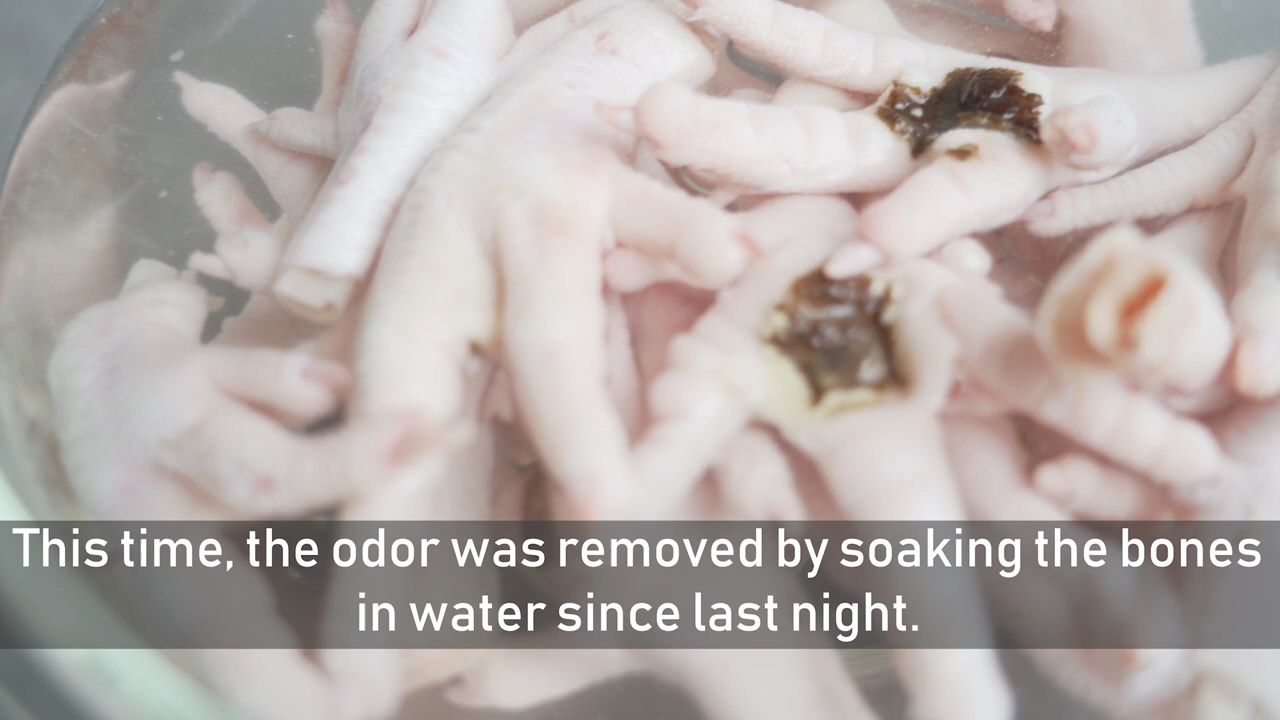 This time, the odor was removed by soaking the bones
in water since last night.